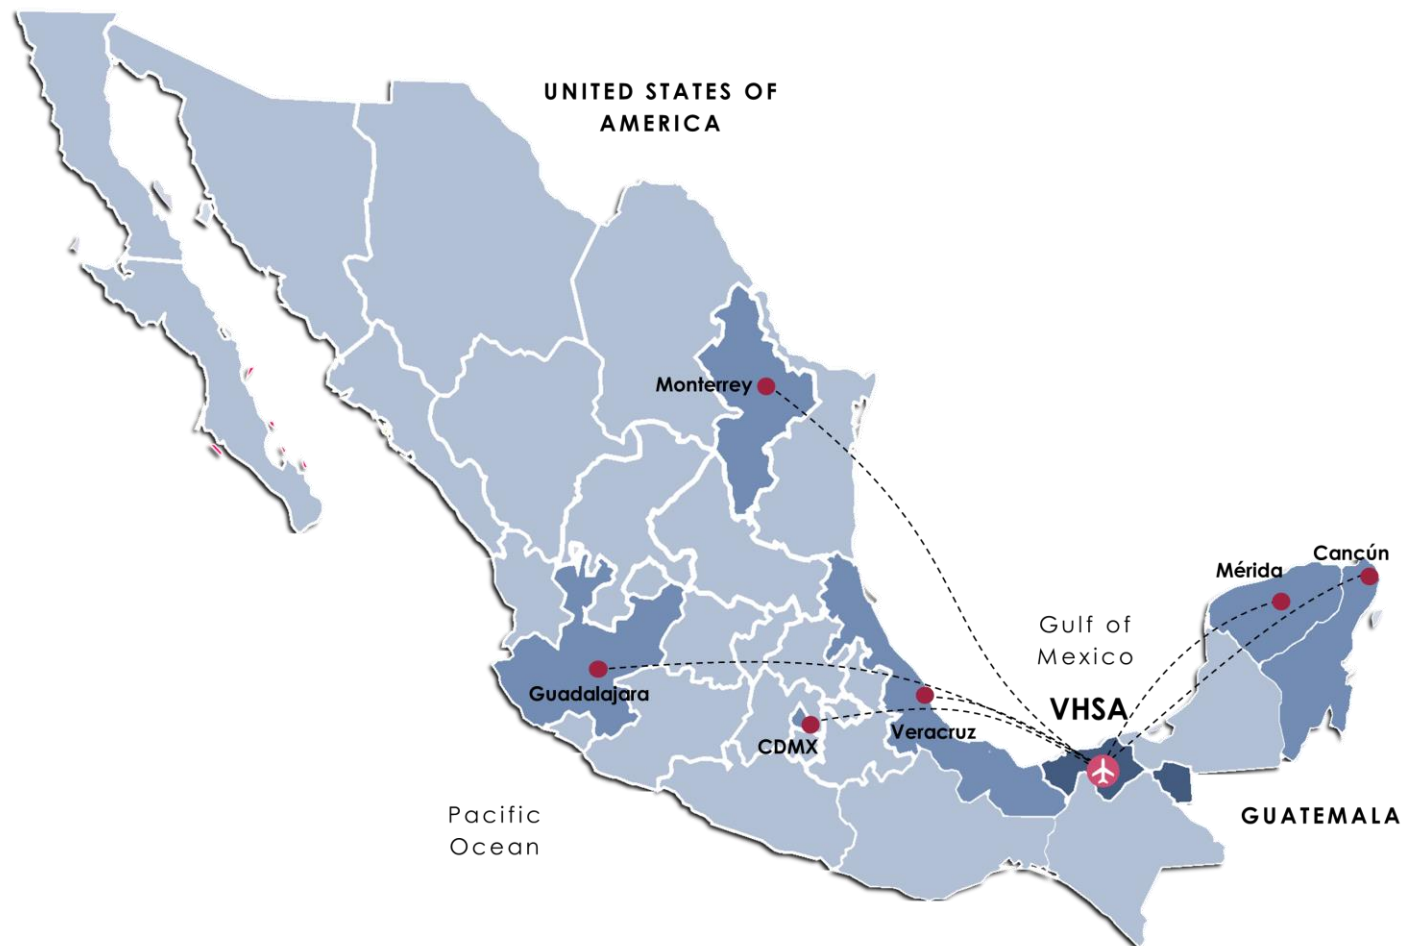 UNITED STATES OF
AMERICA
Monterrey
Cancún
Mérida
Gulf of
Mexico
Guadalajara
VHSA
Veracruz
CDMX
Pacific
Ocean
GUATEMALA